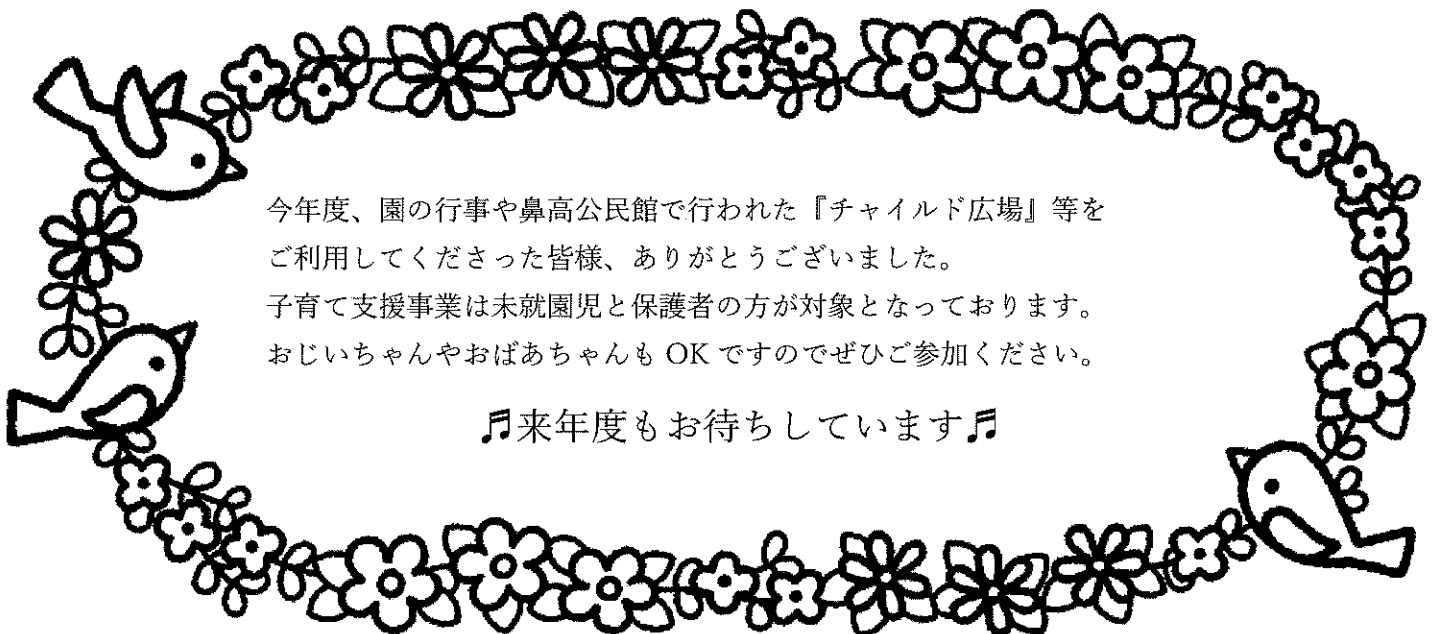 今年度、園の行事や鼻高公民館で行われた『チャイルド広場』等を
ご利用してくださった皆様、ありがとうございました。
子育て支援事業は未就園児と保護者の方が対象となっております。
おじいちゃんやおばあちゃんも OK ですのでぜひご参加ください。
♬来年度もお待ちしています♬